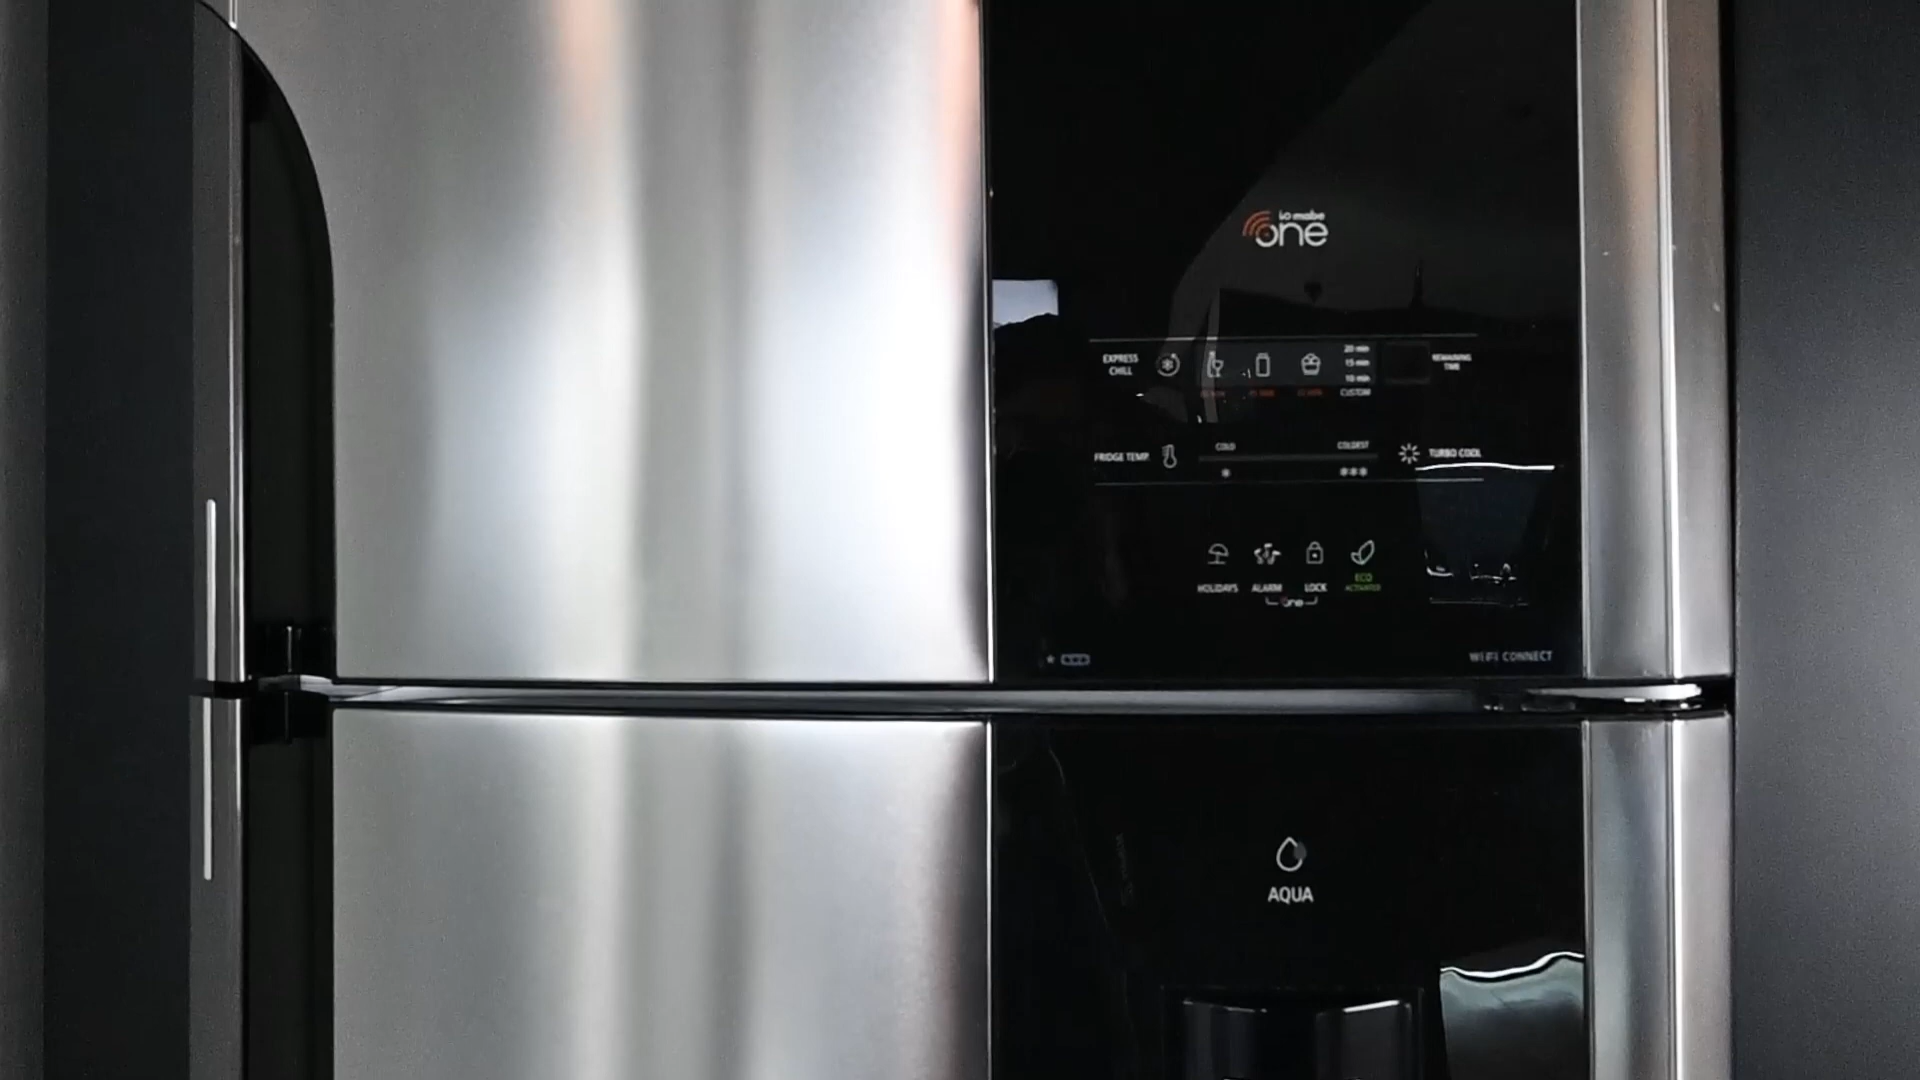 io mabe
one
EXPRESS
CHILL
20 min
15 min
10 min
CUSTOM
REMAINING
TIME
FRIDGE TEMP.
COLD
COLDEST
TURBO COOL
HOLIDAYS
ALARM
LOCK
ECO
ACTIVATED
one
WI FI CONNECT
AQUA